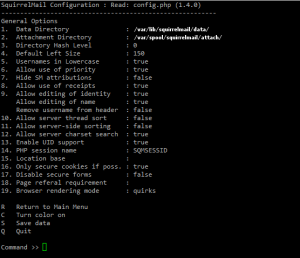 SquirrelMail Configuration : Read: config.php (1.4.0)
---------------------------------------------------------
General Options
1.  Data Directory : /var/lib/squirrelmail/data/
2.  Attachment Directory : /var/spool/squirrelmail/attach/
3.  Directory Hash Level : 0
4.  Default Left Size : 150
5.  Usernames in Lowercase : true
6.  Allow use of priority : true
7.  Hide SM attributions : false
8.  Allow use of receipts : true
9.  Allow editing of identity : true
    Allow editing of name : true
    Remove username from header : false
10. Allow server thread sort : false
11. Allow server-side sorting : false
12. Allow server charset search : true
13. Enable UID support : true
14. PHP session name : SQMSESSID
15. Location base :
16. Only secure cookies if poss. : true
17. Disable secure forms : false
18. Page referal requirement :
19. Browser rendering mode : quirks
R   Return to Main Menu
C   Turn color on
S   Save data
Q   Quit
Command >>